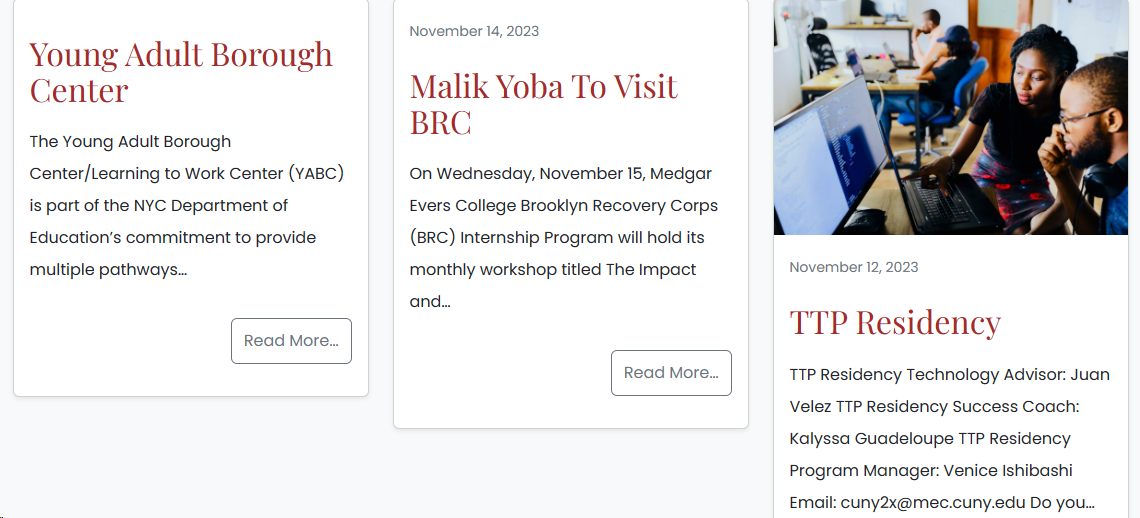 Young Adult Borough
Center
The Young Adult Borough
Center/Learning to Work Center (YABC)
is part of the NYC Department of
Education’s commitment to provide
multiple pathways…
Read More…
November 14, 2023
Malik Yoba To Visit
BRC
On Wednesday, November 15, Medgar
Evers College Brooklyn Recovery Corps
(BRC) Internship Program will hold its
monthly workshop titled The Impact
and…
Read More…
November 12, 2023
TTP Residency
TTP Residency Technology Advisor: Juan
Velez TTP Residency Success Coach:
Kalyssa Guadeloupe TTP Residency
Program Manager: Venice Ishibashi
Email: cuny2x@mec.cuny.edu Do you…